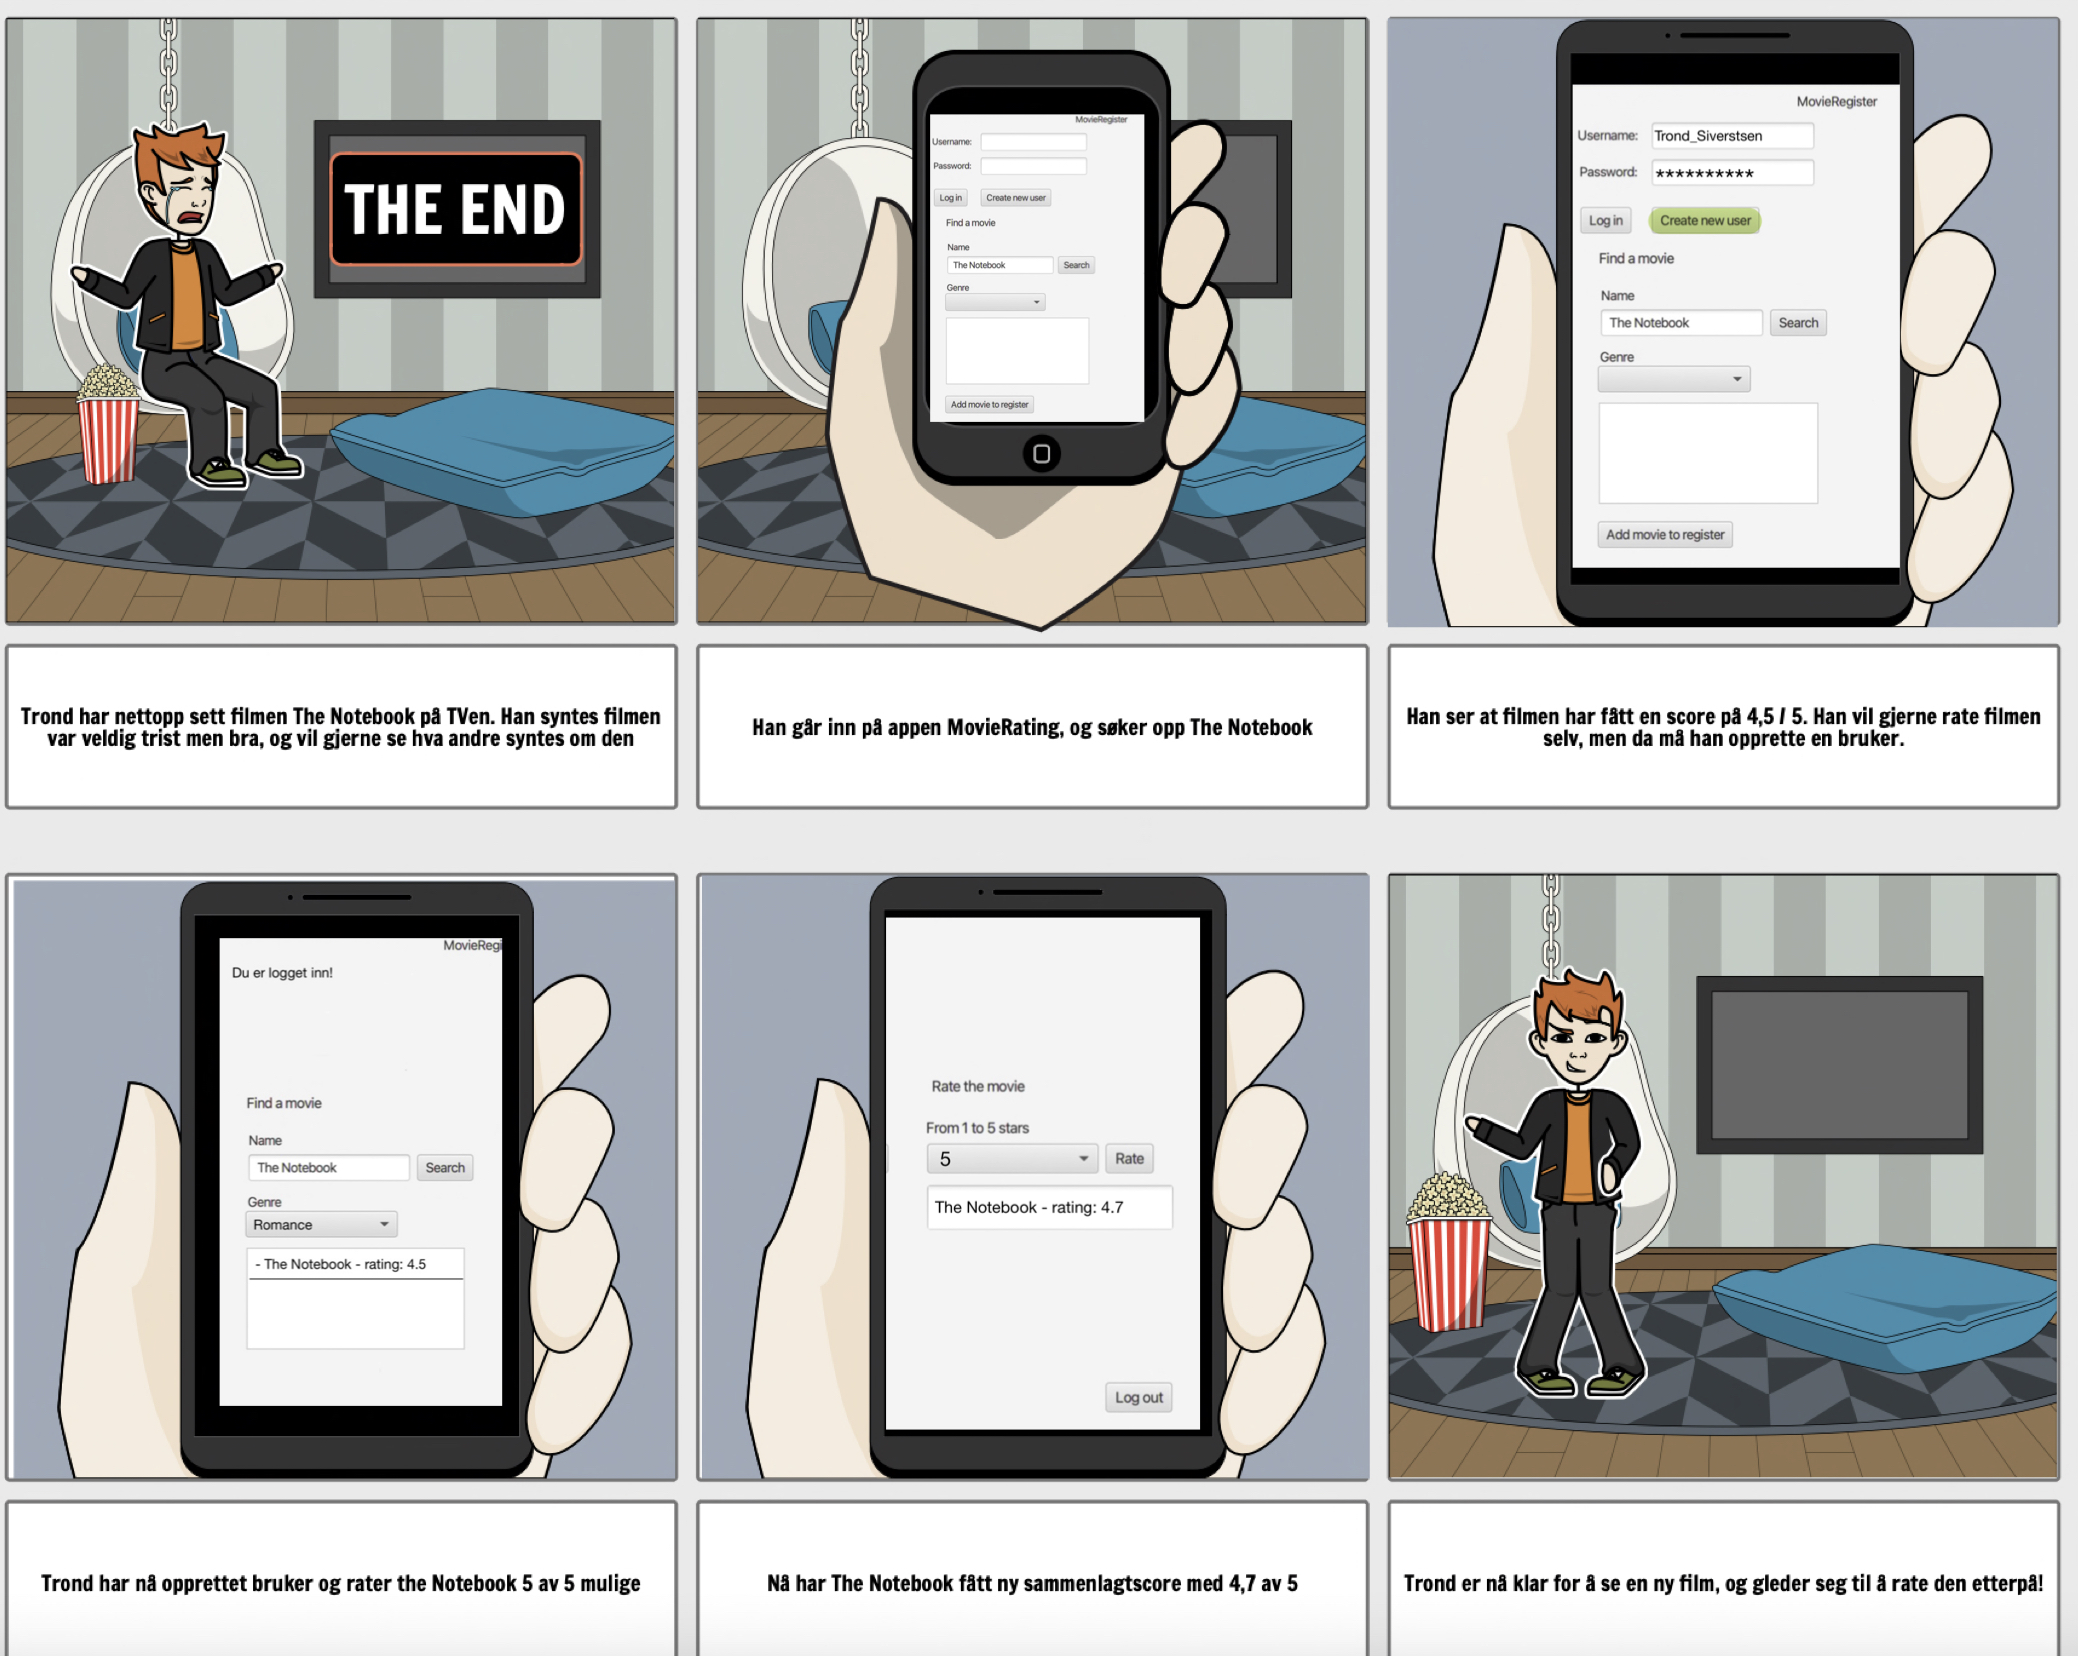 THE END
MovieRegister
Username:
Password:
Log in Create new user
Find a movie
Name
The Notebook Search
Genre
Add movie to register
MovieRegister
Username: Trond_Siverstsen
Password: **********
Log in Create new user
Find a movie
Name
The Notebook Search
Genre
Add movie to register
Trond har nettopp sett filmen The Notebook på TVen. Han syntes filmen
var veldig trist men bra, og vil gjerne se hva andre syntes om den
Han går inn på appen MovieRating, og søker opp The Notebook
Han ser at filmen har fått en score på 4,5 / 5. Han vil gjerne rate filmen
selv, men da må han opprette en bruker.
MovieRegi
Du er logget inn!
Find a movie
Name
The Notebook Search
Genre
Romance
- The Notebook - rating: 4.5
Rate the movie
From 1 to 5 stars
5 Rate
The Notebook - rating: 4.7
Log out
Trond har nå opprettet bruker og rater the Notebook 5 av 5 mulige
Nå har The Notebook fått ny sammenlagtscore med 4,7 av 5
Trond er nå klar for å se en ny film, og gleder seg til å rate den etterpå!